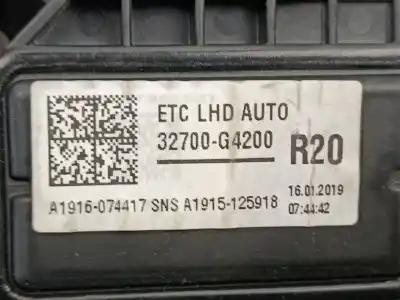 ETC LHD AUTO
32700-G4200
R20
16.01.2019
A1916-074417 SNS A1915-125918
07:44:42